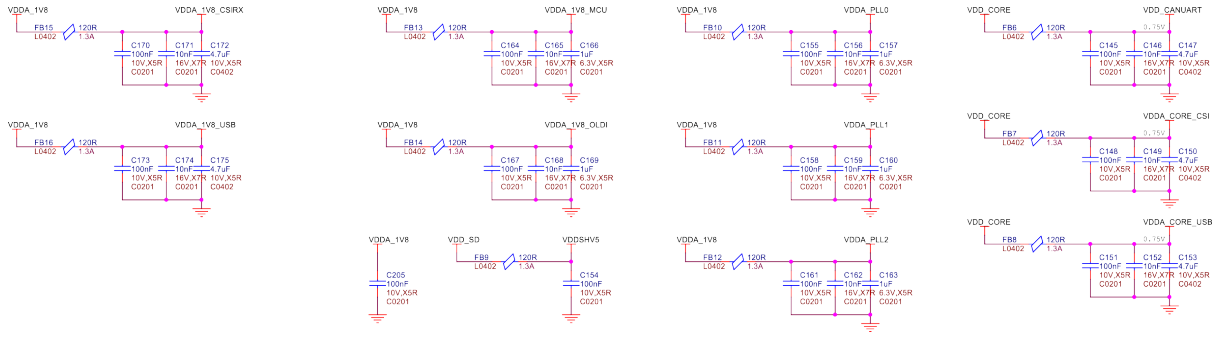 VDDA_1V8 VDDA_1V8_CSIRX
FB15 120R
L0402 1.3A
C170 C171 C172
100nF 10nF 4.7uF
10V,X5R 16V,X7R 10V,X5R
C0201 C0201 C0402
VDDA_1V8 VDDA_1V8_MCU
FB13 120R
L0402 1.3A
C164 C165 C166
100nF 10nF 1uF
10V,X5R 16V,X7R 6.3V,X5R
C0201 C0201 C0201
VDDA_1V8 VDDA_PLL0
FB10 120R
L0402 1.3A
C155 C156 C157
100nF 10nF 1uF
10V,X5R 16V,X7R 6.3V,X5R
C0201 C0201 C0201
VDD_CORE VDD_CANUART
FB6 120R 0.75V
L0402 1.3A
C145 C146 C147
100nF 10nF 4.7uF
10V,X5R 16V,X7R 10V,X5R
C0201 C0201 C0402
VDDA_1V8 VDDA_1V8_USB
FB16 120R
L0402 1.3A
C173 C174 C175
100nF 10nF 4.7uF
10V,X5R 16V,X7R 10V,X5R
C0201 C0201 C0402
VDDA_1V8 VDDA_1V8_OLDI
FB14 120R
L0402 1.3A
C167 C168 C169
100nF 10nF 1uF
10V,X5R 16V,X7R 6.3V,X5R
C0201 C0201 C0201
VDDA_1V8 VDDA_PLL1
FB11 120R
L0402 1.3A
C158 C159 C160
100nF 10nF 1uF
10V,X5R 16V,X7R 6.3V,X5R
C0201 C0201 C0201
VDD_CORE VDDA_CORE_CSI
FB7 120R 0.75V
L0402 1.3A
C148 C149 C150
100nF 10nF 4.7uF
10V,X5R 16V,X7R 10V,X5R
C0201 C0201 C0402
VDDA_1V8
C205
100nF
10V,X5R
C0201
VDD_SD VDDSHV5
FB9 120R
L0402 1.3A
C154
100nF
10V,X5R
C0201
VDDA_1V8 VDDA_PLL2
FB12 120R
L0402 1.3A
C161 C162 C163
100nF 10nF 1uF
10V,X5R 16V,X7R 6.3V,X5R
C0201 C0201 C0201
VDD_CORE VDDA_CORE_USB
FB8 120R 0.75V
L0402 1.3A
C151 C152 C153
100nF 10nF 4.7uF
10V,X5R 16V,X7R 10V,X5R
C0201 C0201 C0402